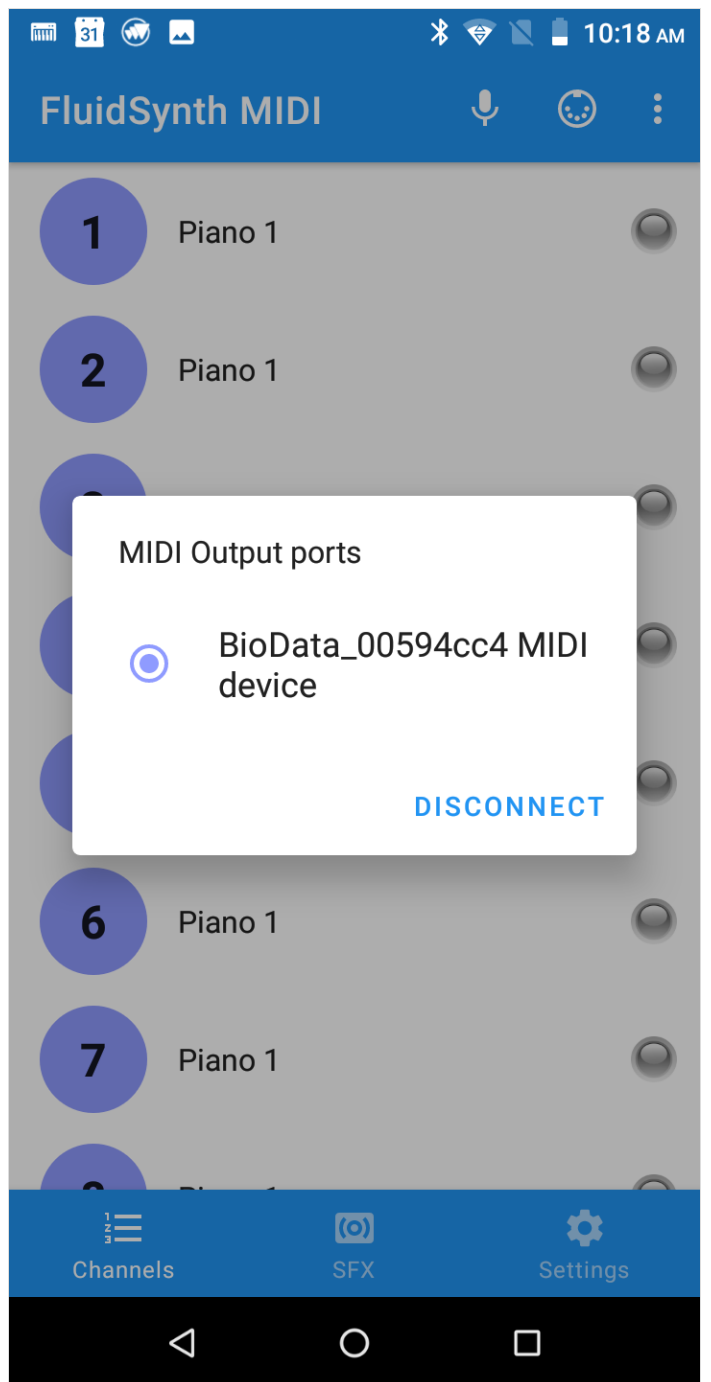 31
10:18 AM
FluidSynth MIDI
1 Piano 1
2 Piano 1
MIDI Output ports
BioData_00594cc4 MIDI
device
DISCONNECT
6 Piano 1
7 Piano 1
Channels
SFX
Settings